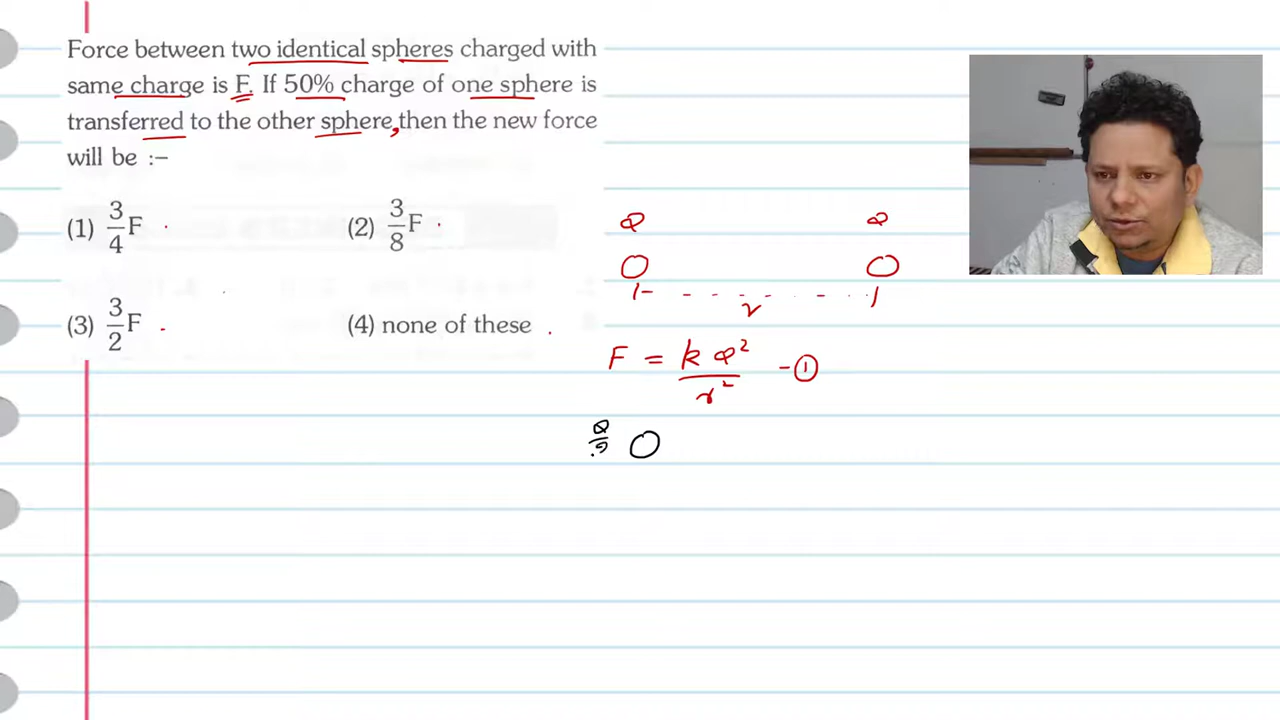 Force between two identical spheres charged with
same charge is F. If 50% charge of one sphere is
transferred to the other sphere, then the new force
will be :–
(1) 3/4 F
(2) 3/8 F
(3) 3/2 F
(4) none of these
Q Q
r
F = kQ²/r² -①
Q/2